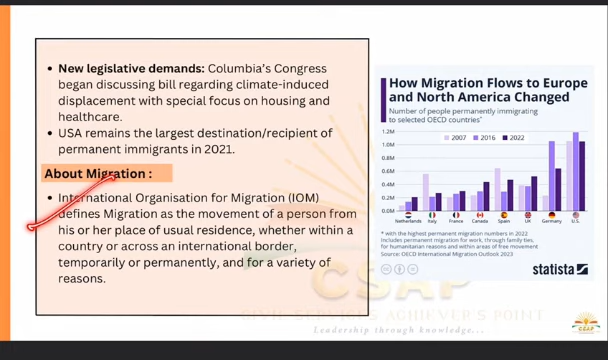 • New legislative demands: Columbia's Congress
began discussing bill regarding climate-induced
displacement with special focus on housing and
healthcare.
• USA remains the largest destination/recipient of
permanent immigrants in 2021.
About Migration :
• International Organisation for Migration (IOM)
defines Migration as the movement of a person from
his or her place of usual residence, whether within a
country or across an international border,
temporarily or permanently, and for a variety of
reasons.
How Migration Flows to Europe
and North America Changed
Number of people permanently immigrating
to selected OECD countries*
2007 2016 2022
1.2M
1.0M
0.8M
0.6M
0.4M
0.2M
0.0M
Netherlands Italy France Canada Spain UK Germany U.S.
* with the highest permanent migration numbers in 2022
Includes permanent migration for work, through family ties,
for humanitarian reasons and within areas of free movement
Source: OECD International Migration Outlook 2023
statista
CSAP
CIVIL SERVICES ACHIEVER'S POINT
Leadership through knowledge...
CSAP